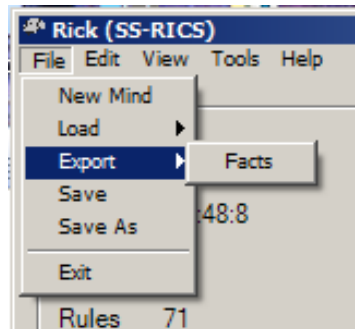 Rick (SS-RICS)
File Edit View Tools Help
New Mind
Load
Export
Facts
Save
Save As
:48:8
Exit
Rules 71